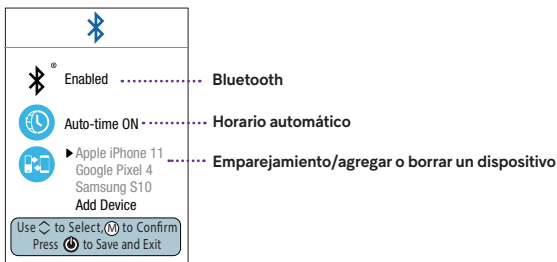 Enabled
Bluetooth
Auto-time ON
Horario automático
Apple iPhone 11
Emparejamiento/agregar o borrar un dispositivo
Google Pixel 4
Samsung S10
Add Device
Use to Select, M to Confirm
Press to Save and Exit